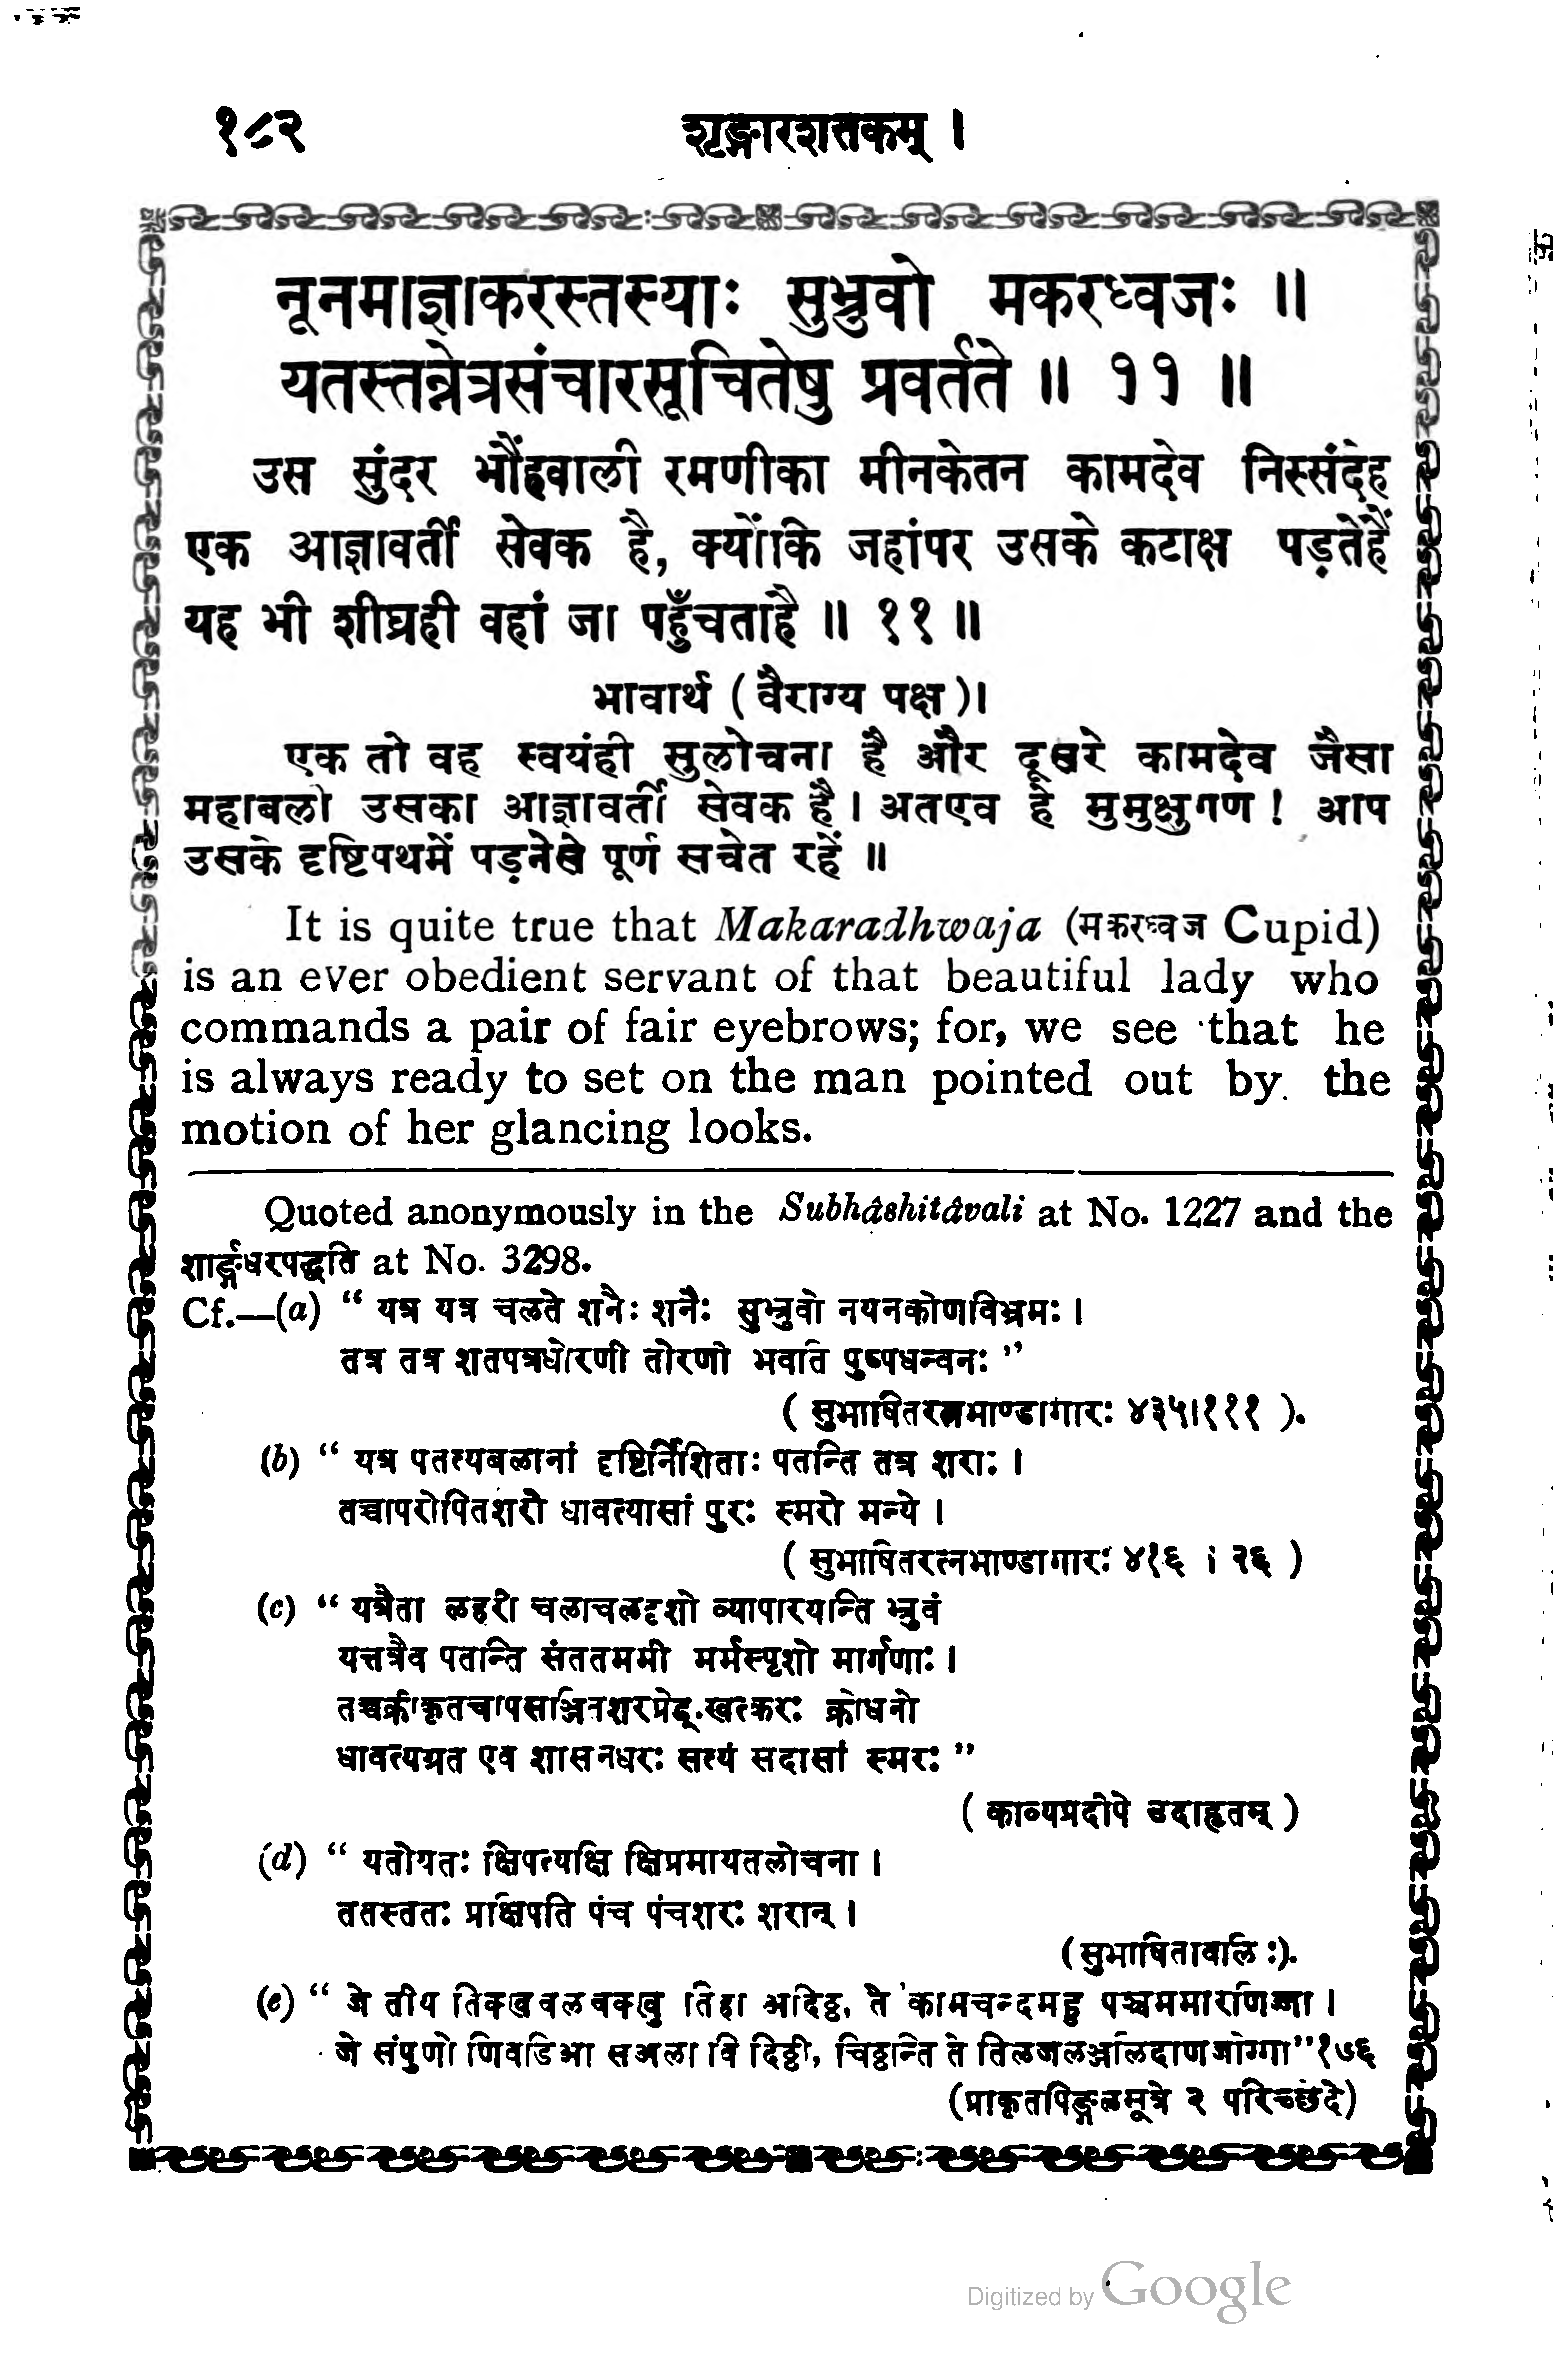 १८२ शृङ्गारशतकम् ।
नूनमाज्ञाकरस्तस्याः सुभ्रुवो मकरध्वजः ॥
यतस्तन्नेत्रसंचारसूचितेषु प्रवर्तते ॥ ११ ॥
उस सुंदर भौंहवाली रमणीका मीनकेतन कामदेव निस्संदेह
एक आज्ञावर्ती सेवक है, क्योंकि जहांपर उसके कटाक्ष पड़तेहैं
यह भी शीघ्रही वहां जा पहुँचताहै ॥ ११ ॥
भावार्थ ( वैराग्य पक्ष )।
एक तो वह स्वयंही सुलोचना है और दूसरे कामदेव जैसा
महाबली उसका आज्ञावर्ती सेवक है । अतएव हे मुमुक्षुगण ! आप
उसके दृष्टिपथमें पड़नेसे पूर्ण सचेत रहें ॥
It is quite true that Makaradhwaja (मकरध्वज Cupid)
is an ever obedient servant of that beautiful lady who
commands a pair of fair eyebrows; for, we see that he
is always ready to set on the man pointed out by the
motion of her glancing looks.
Quoted anonymously in the Subhâshitâvali at No. 1227 and the
शार्ङ्गधरपद्धति at No. 3298.
Cf.—(a) “ यत्र यत्र चलते शनैः शनैः सुभ्रुवो नयनकोणविभ्रमः ।
तत्र तत्र शतपत्रधोरणी तोरणी भवति पुष्पधन्वनः ”
( सुभाषितरत्नभाण्डागारः ४३५।१११ ).
(b) “ यत्र पतत्यबलानां दृष्टिर्निशिताः पतन्ति तत्र शराः ।
तच्चापरोपितशरो धावत्यासां पुरः स्मरो मन्ये ।
( सुभाषितरत्नभाण्डागारः ४१६ । २६ )
(c) “ यत्रैता लहरी चलाचलदृशो व्यापारयन्ति भ्रुवं
यत्तत्रैव पतन्ति संततममी मर्मस्पृशो मार्गणाः ।
तच्चक्रीकृतचापसञ्जितशरप्रेङ्खत्करः क्रोधनो
धावत्यग्रत एव शासनधरः सत्यं सदासां स्मरः ”
( काव्यप्रदीपे उदाहृतम् )
(d) “ यतोयतः क्षिपत्यक्षि क्षिप्रमायतलोचना ।
ततस्ततः प्रक्षिपति पंच पंचशरः शरान् ।
(सुभाषितावलि :).
(e) “ जे तीय तिक्खचलचक्खु तिहा अदिठ्ठ, ते कामचन्दमहु पञ्चममारणिज्जा ।
जे संपुणो णिवडिआ सअला वि दिठ्ठी, चिठ्ठन्ति ते तिलजलअलिदाणजोग्गा”१७६
(प्राकृतपिङ्गलसूत्रे २ परिच्छेदे)
Digitized by Google